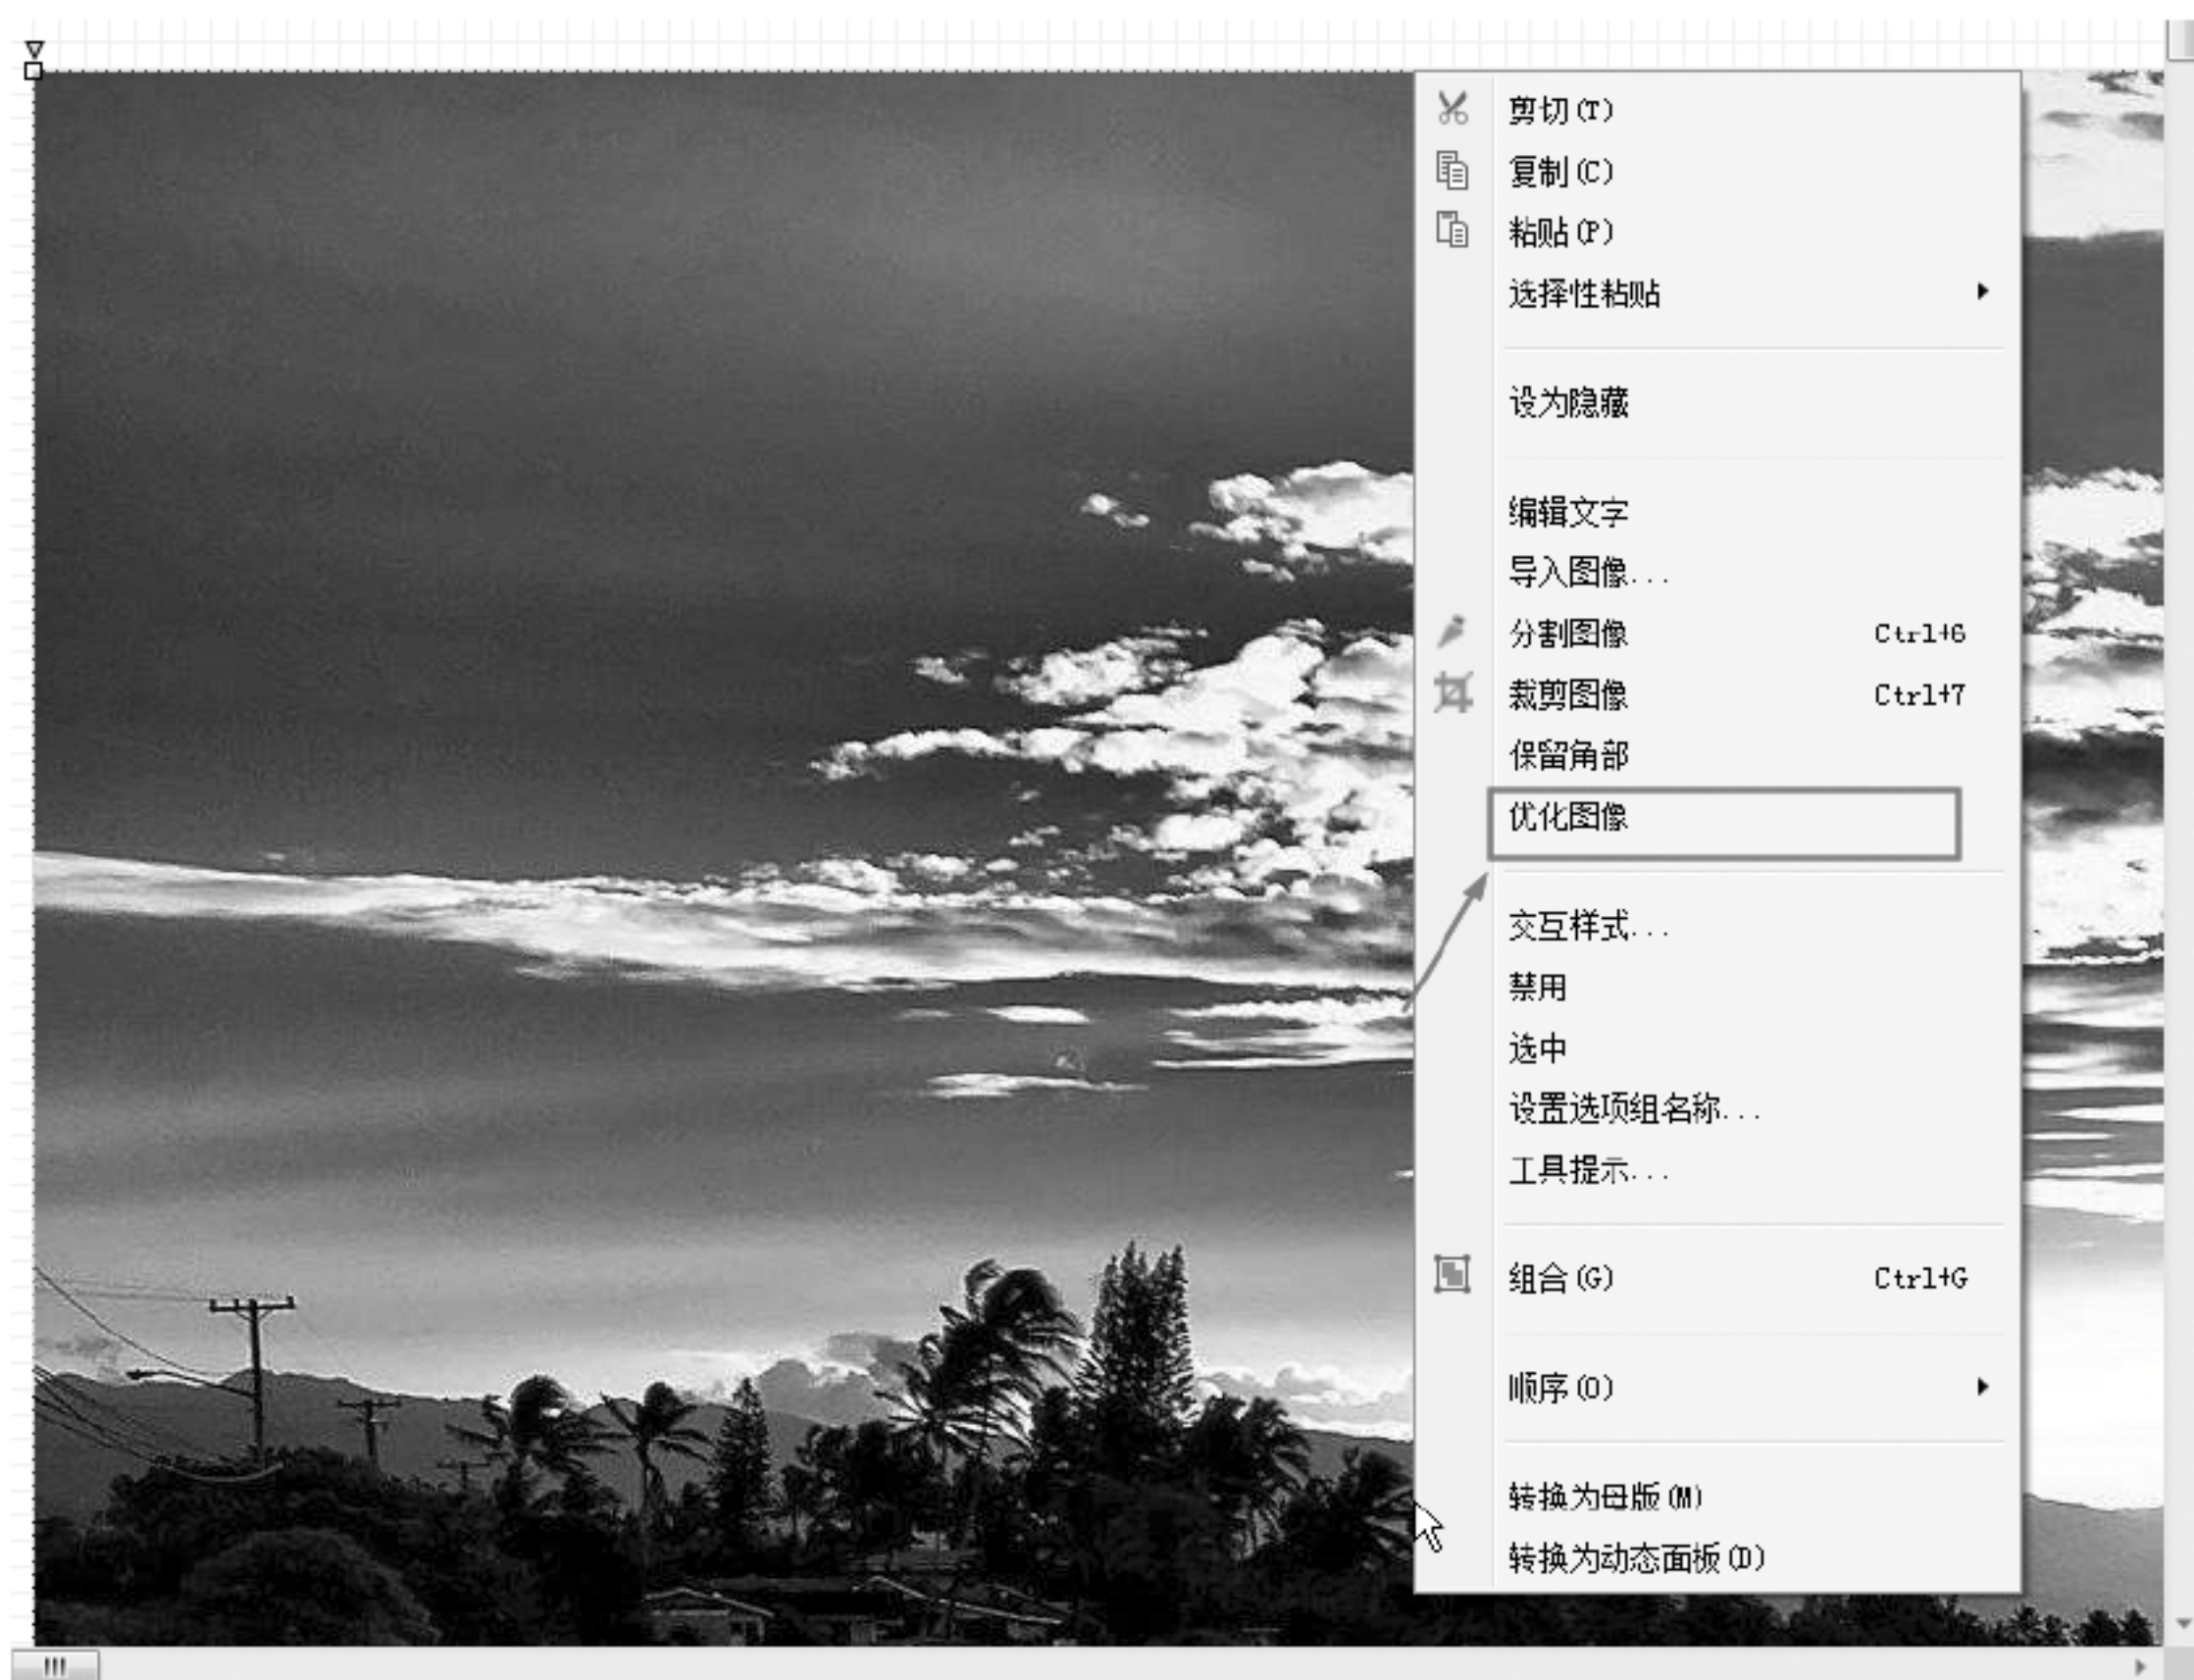 剪切(T)
复制(C)
粘贴(P)
选择性粘贴
设为隐藏
编辑文字
导入图像...
分割图像 Ctrl+6
裁剪图像 Ctrl+7
保留角部
优化图像
交互样式...
禁用
选中
设置选项组名称...
工具提示...
组合(G) Ctrl+G
顺序(O)
转换为母版(M)
转换为动态面板(D)